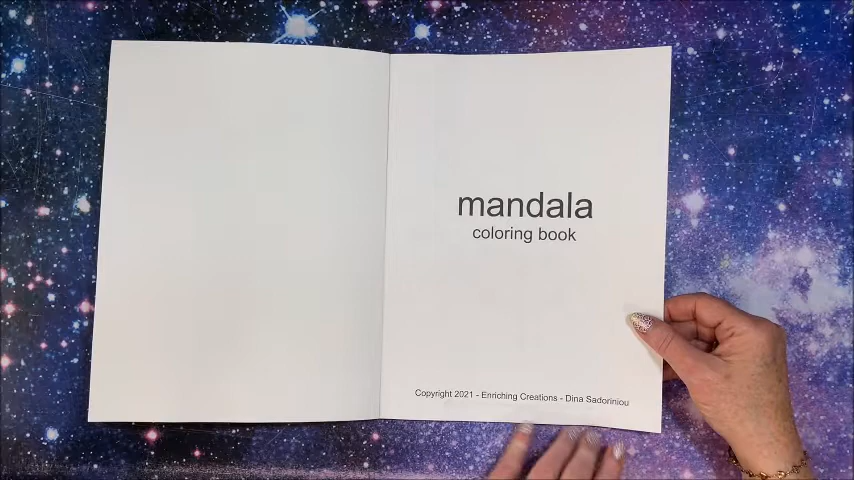 mandala
coloring book
Copyright 2021 - Enriching Creations - Dina Sadoriniou